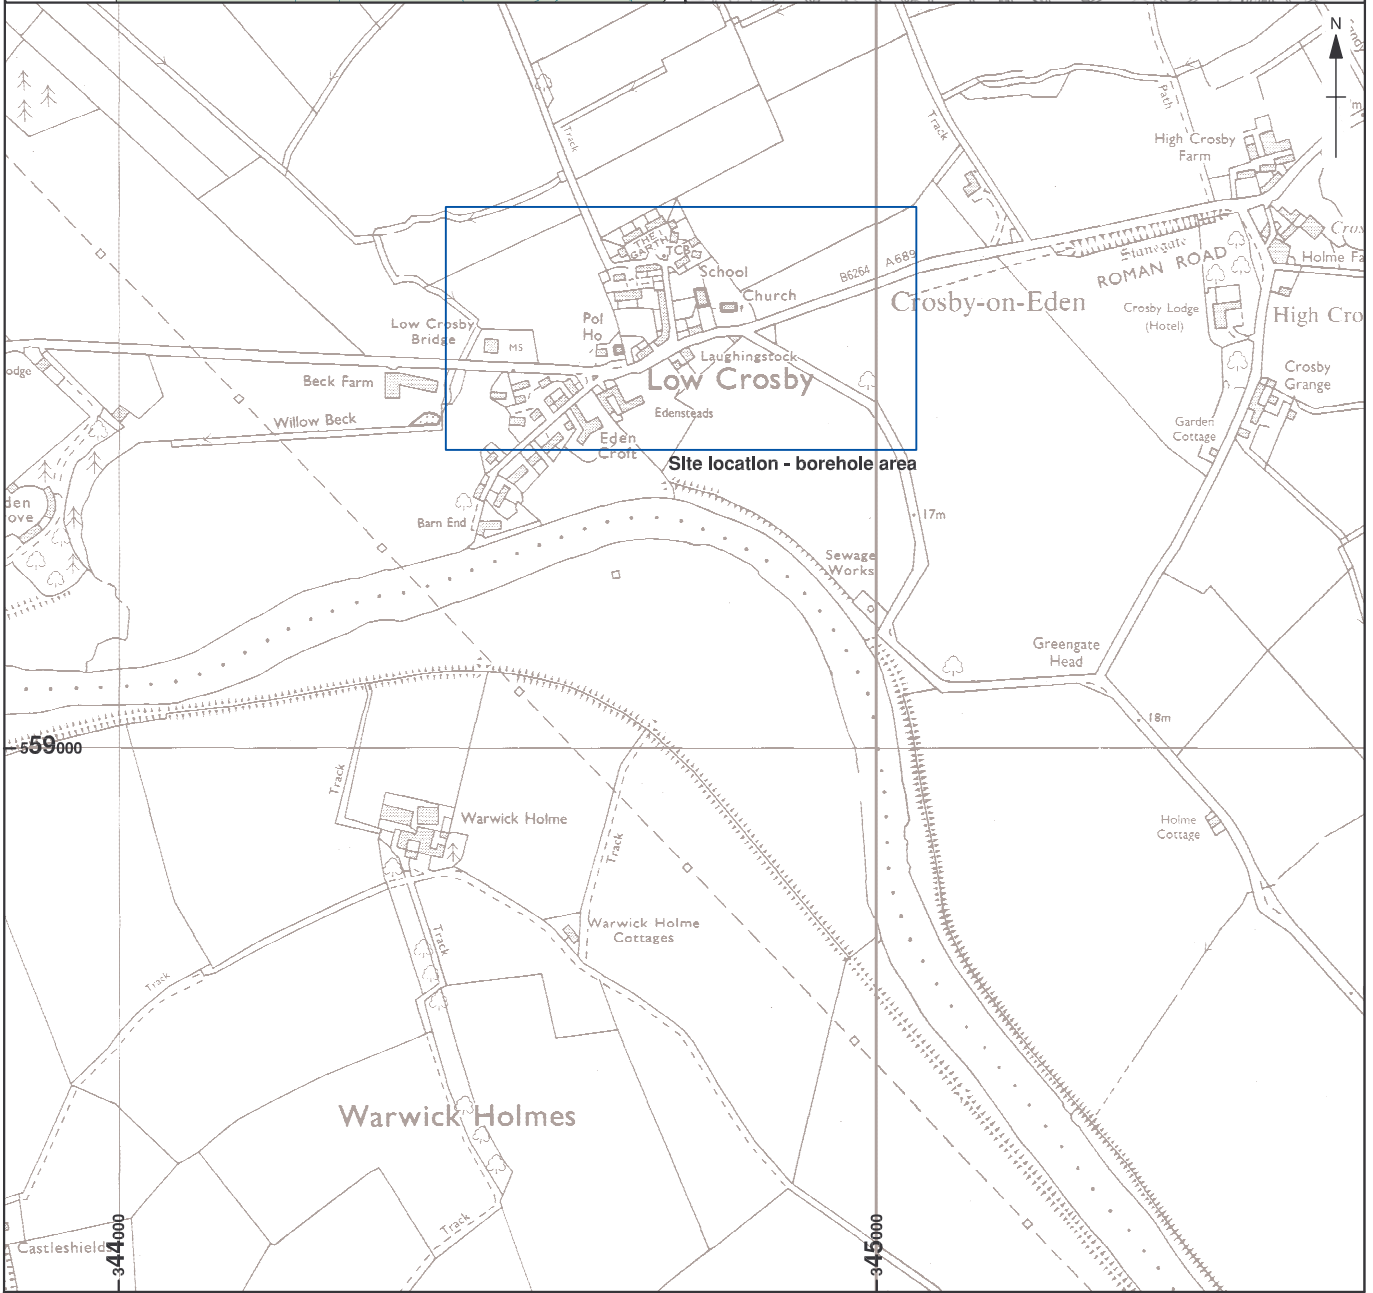 N
Path
Track
Track
High Crosby
Farm
THE
GARTH
TCB
School
Church
B6264
A689
Stanegate
ROMAN ROAD
Holme Fa
Crosby-on-Eden
Crosby Lodge
(Hotel)
High Cro
Low Crosby
Bridge
Pol
Ho
MS
Laughingstock
Low Crosby
Beck Farm
Edensteads
Crosby
Grange
Willow Beck
Eden
Croft
Garden
Cottage
Site location - borehole area
Barn End
17m
Sewage
Works
Greengate
Head
18m
559000
Track
Warwick Holme
Holme
Cottage
Track
Warwick Holme
Cottages
Track
Track
Warwick Holmes
Track
Castleshields
344000
345000